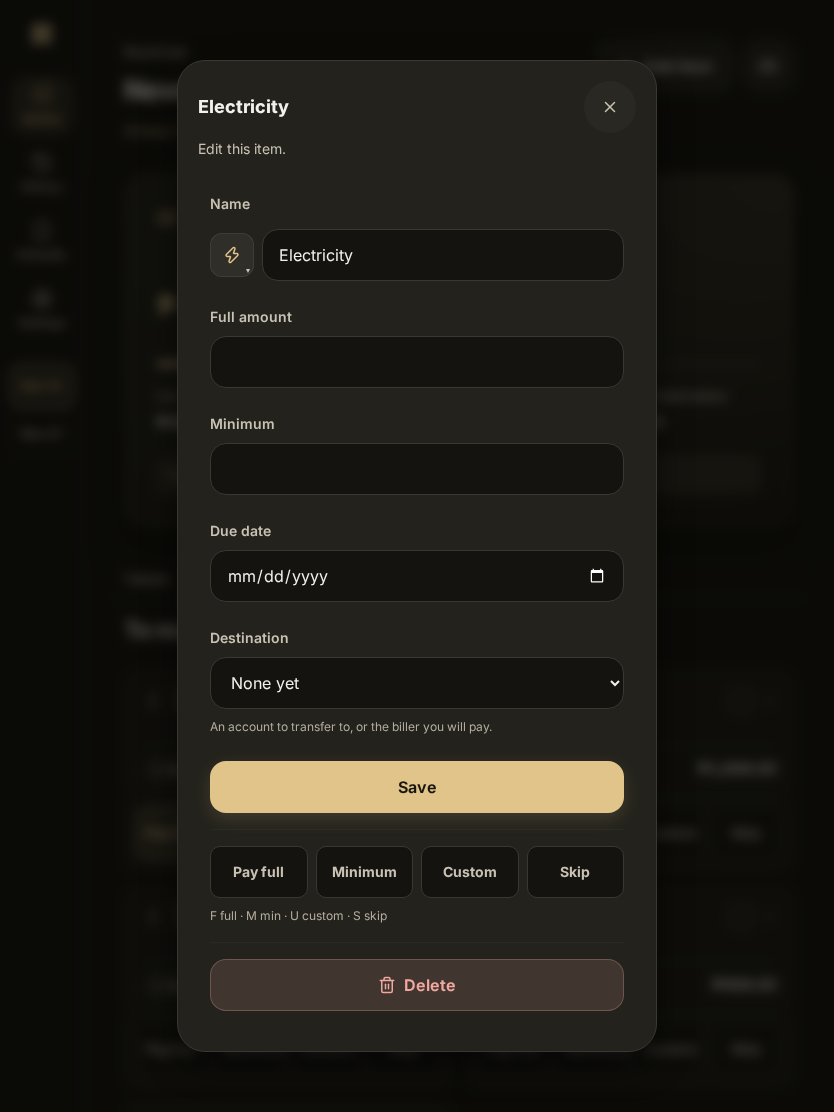 Electricity
Edit this item.
Name
Electricity
Full amount
Minimum
Due date
mm/dd/yyyy
Destination
None yet
An account to transfer to, or the biller you will pay.
Save
Pay full
Minimum
Custom
Skip
F full · M min · U custom · S skip
Delete